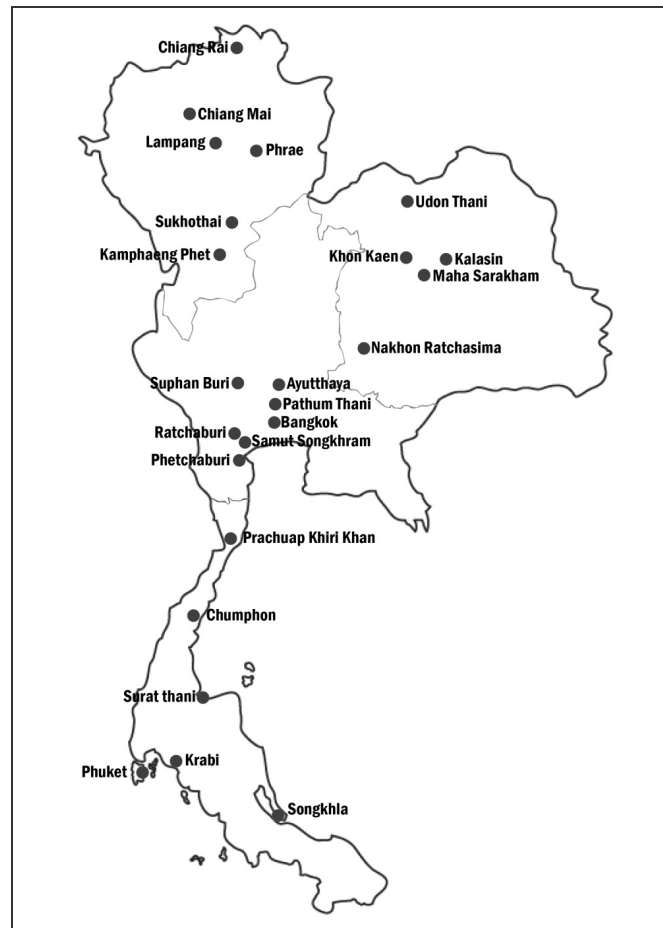 Chiang Rai
Chiang Mai
Lampang
Phrae
Udon Thani
Sukhothai
Kamphaeng Phet
Khon Kaen
Kalasin
Maha Sarakham
Nakhon Ratchasima
Suphan Buri
Ayutthaya
Pathum Thani
Bangkok
Ratchaburi
Samut Songkhram
Phetchaburi
Prachuap Khiri Khan
Chumphon
Surat thani
Krabi
Phuket
Songkhla